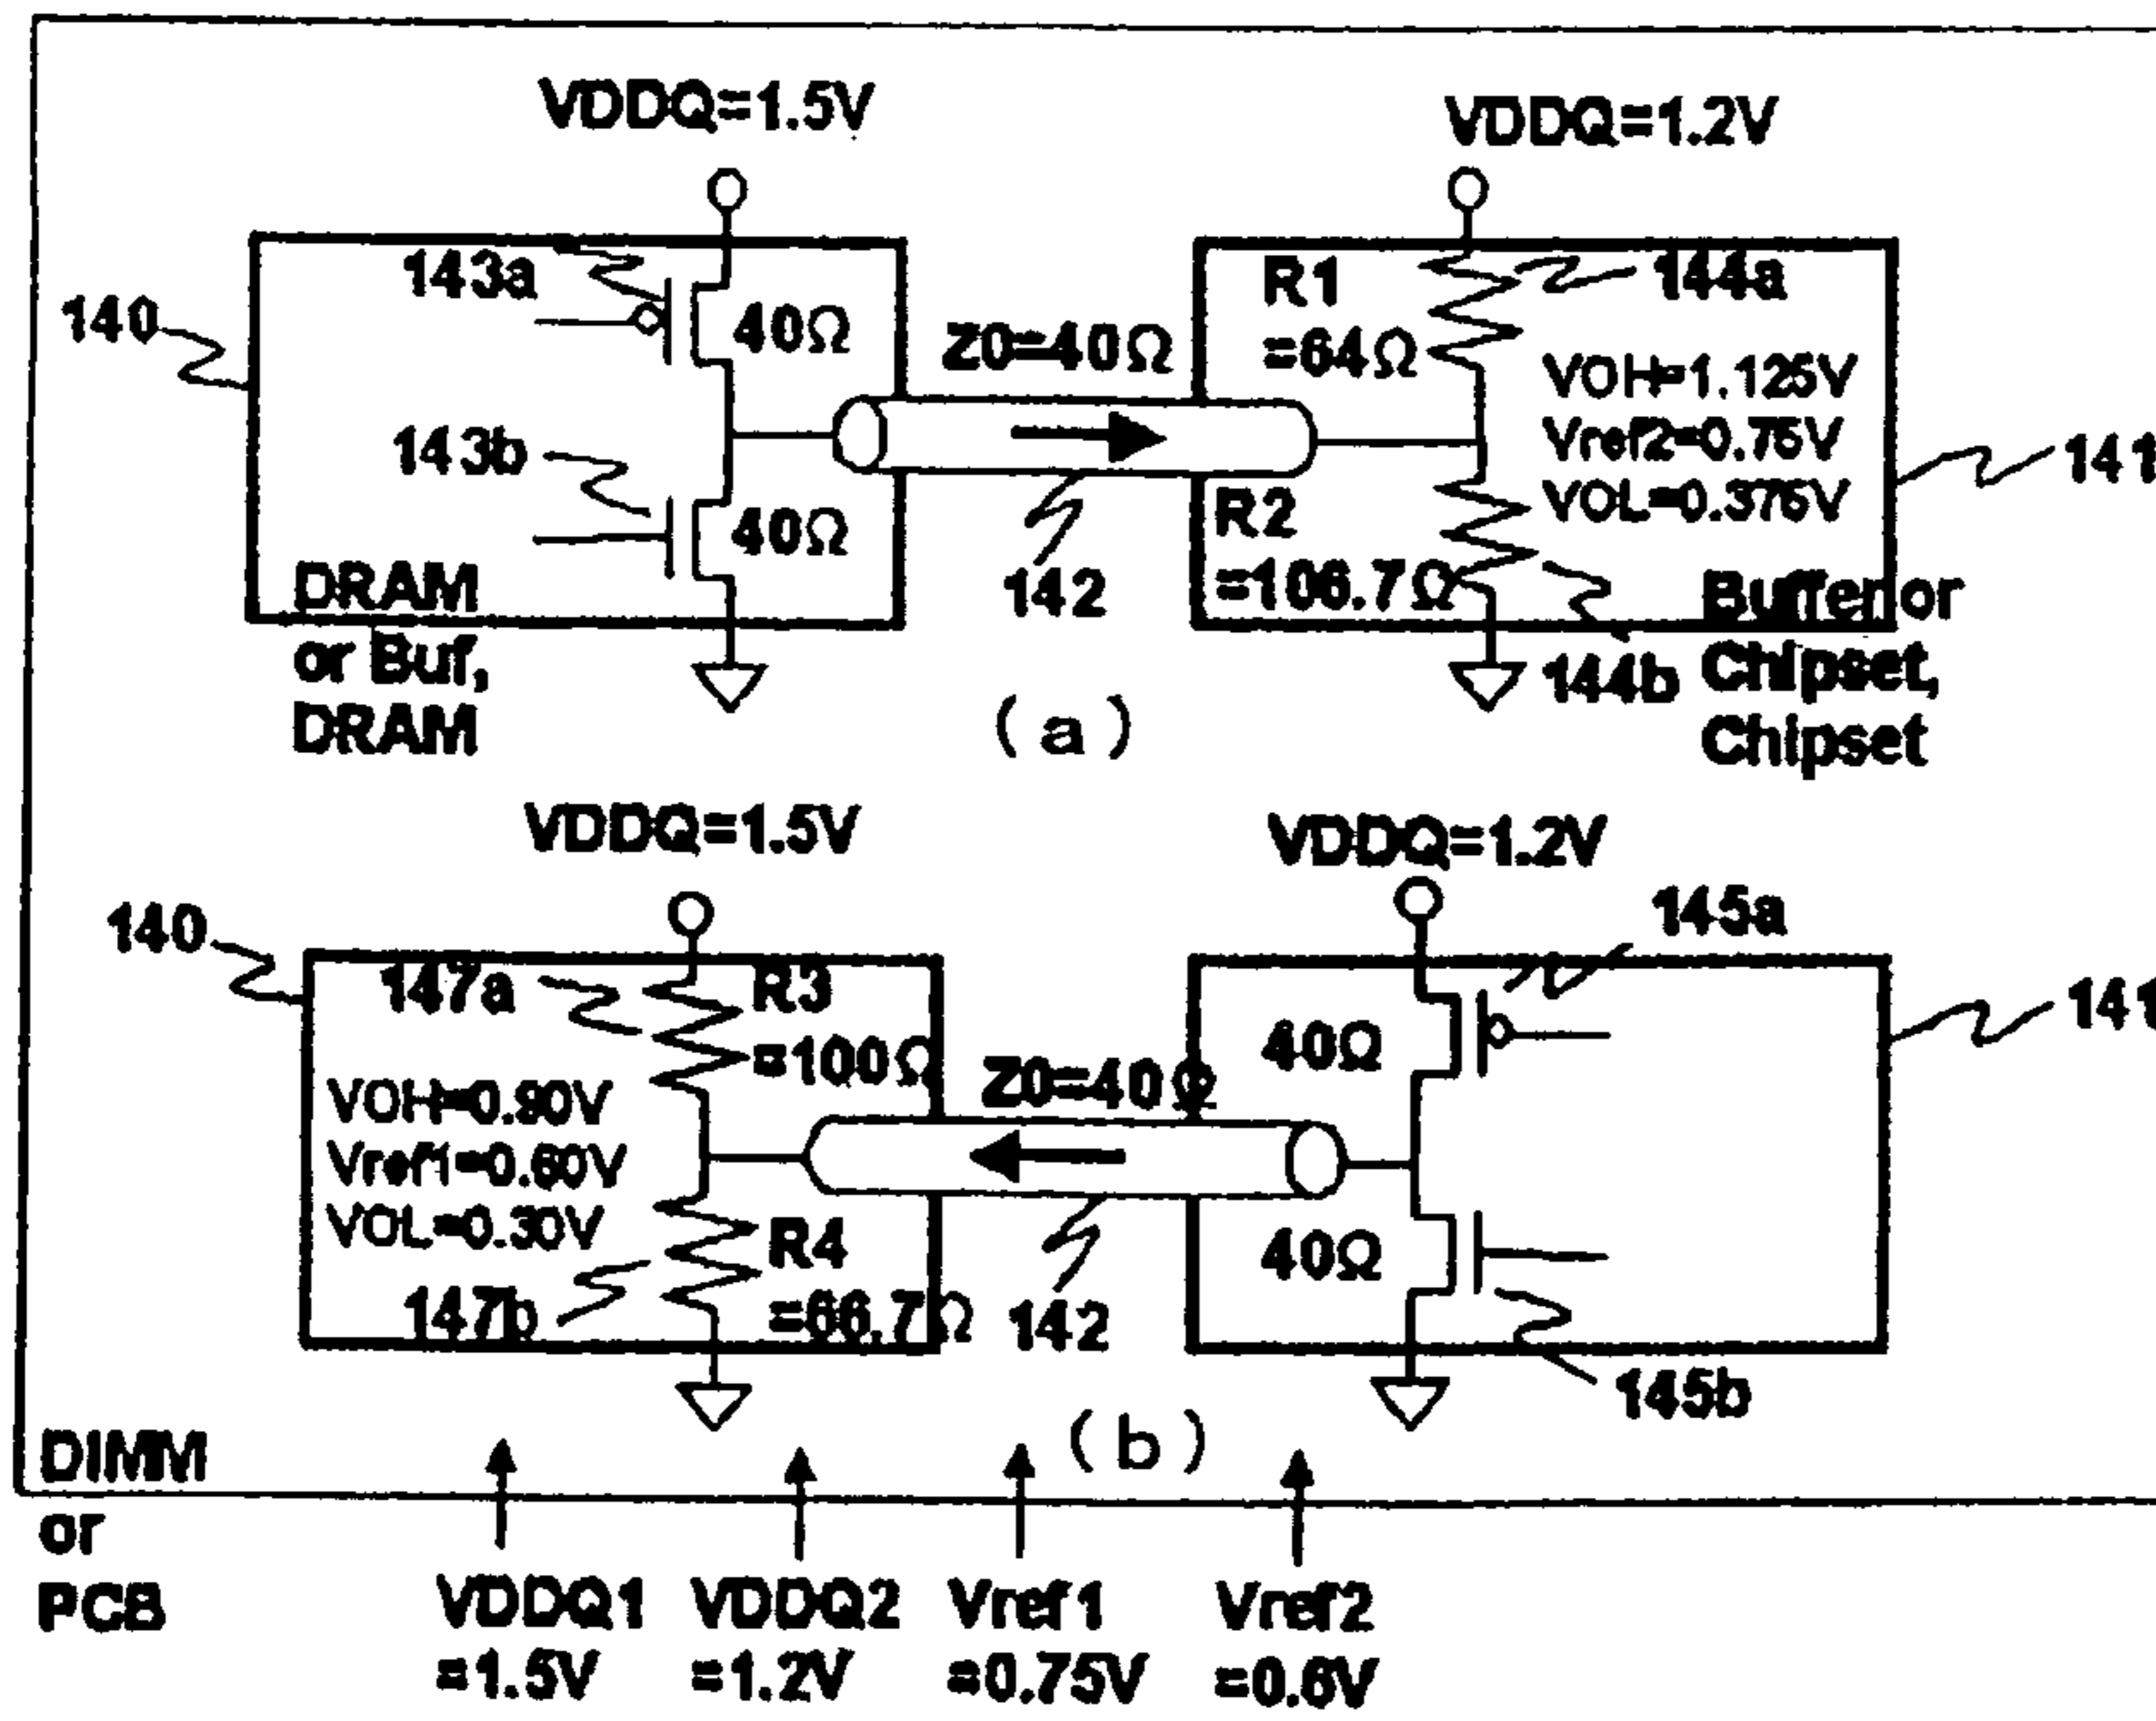 VDDQ=1.5V
VDDQ=1.2V
143a
R1
=64Ω
144a
140
40Ω
Z0=40Ω
VOH=1.125V
Vref2=0.75V
VOL=0.375V
143b
141
40Ω
R2
=106.7Ω
142
DRAM
or Buf,
DRAM
144b
Buffer or
Chipset,
Chipset
(a)
VDDQ=1.5V
VDDQ=1.2V
140
145a
147a
R3
=100Ω
40Ω
141
Z0=40Ω
VOH=0.90V
Vref1=0.60V
VOL=0.30V
R4
=66.7Ω
40Ω
147b
142
145b
(b)
DIMM
or
PCB
VDDQ1
=1.5V
VDDQ2
=1.2V
Vref1
=0.75V
Vref2
=0.6V